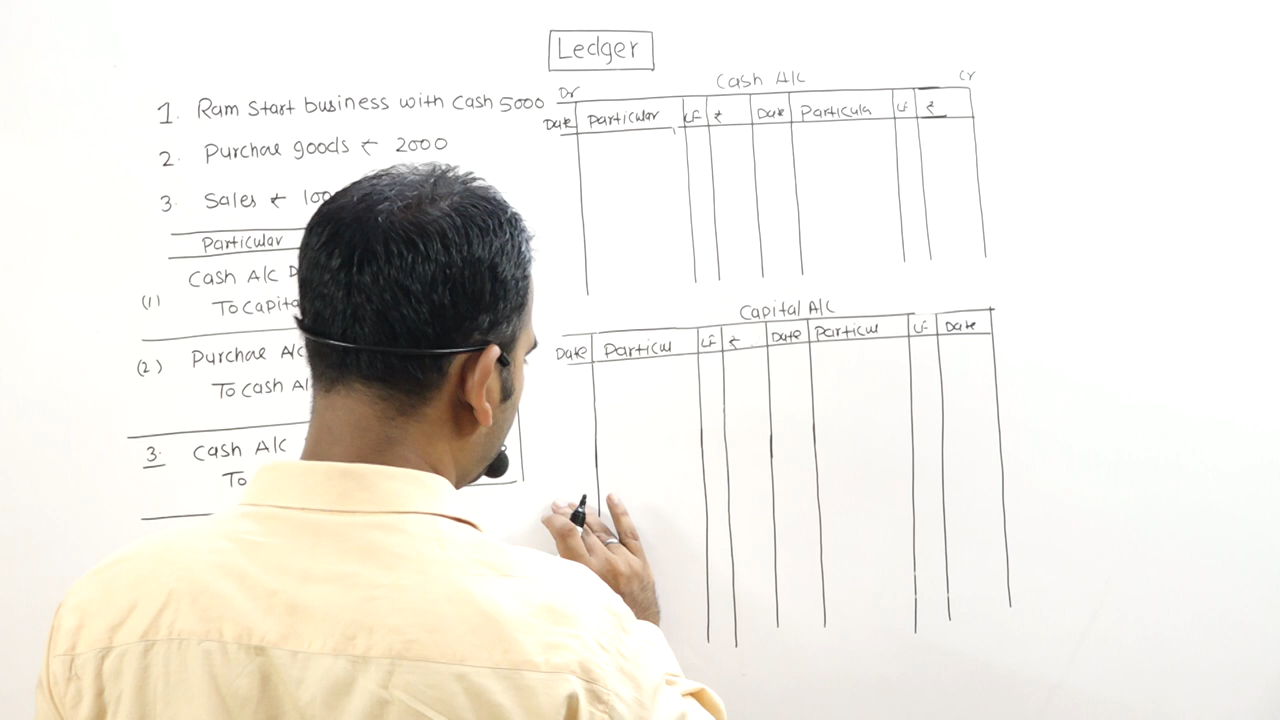 Ledger
1. Ram start business with cash 5000
2. Purchae goods ₹ 2000
3. Sales ₹ 100
Particular
(1) Cash A/c D
To Capita
(2) Purchae A/c
To Cash A/
3. Cash A/c
To
Cash A/c
Dr Cr
Date Particular LF ₹ Date Particula LF ₹
Capital A/c
Date Particul LF ₹ Date Particul LF Date